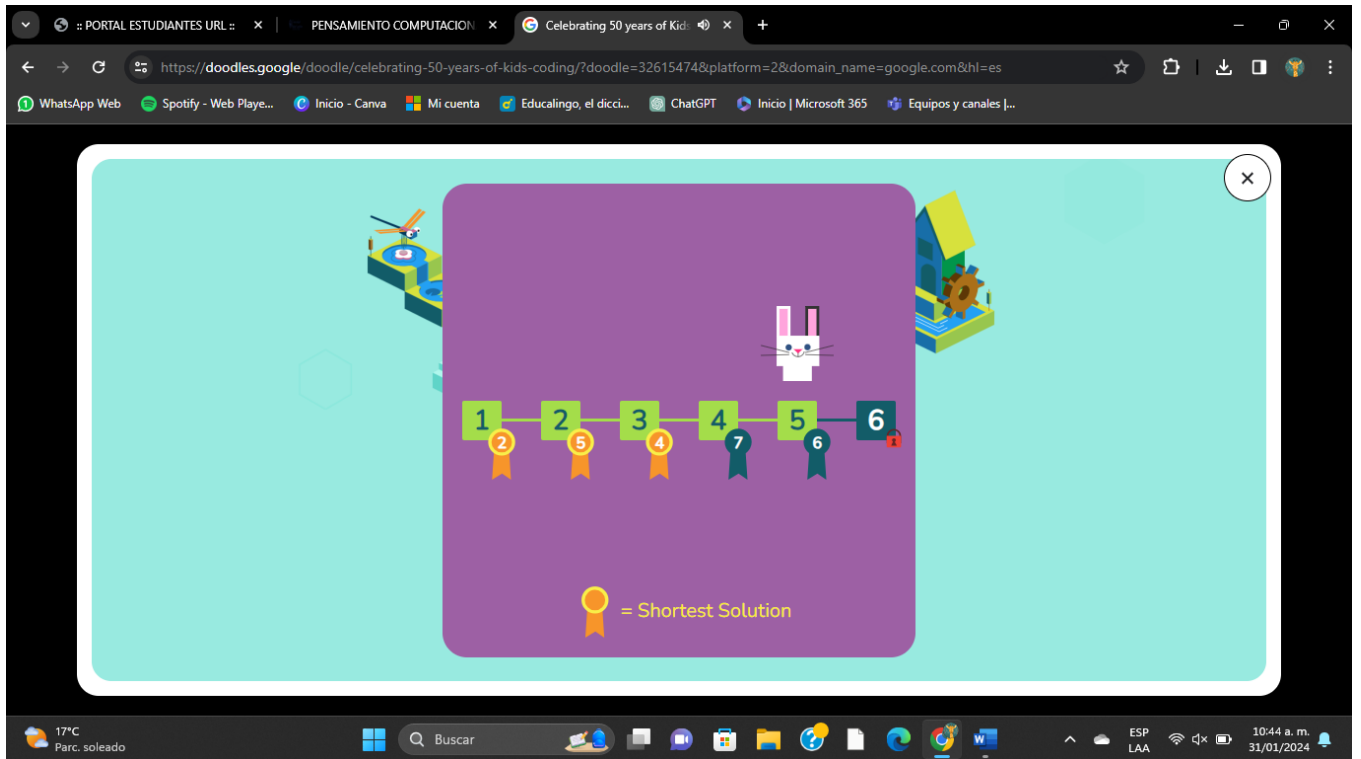 :: PORTAL ESTUDIANTES URL ::
PENSAMIENTO COMPUTACION
Celebrating 50 years of Kids
https://doodles.google/doodle/celebrating-50-years-of-kids-coding/?doodle=32615474&platform=2&domain_name=google.com&hl=es
WhatsApp Web Spotify - Web Playe... Inicio - Canva Mi cuenta Educalingo, el dicci... ChatGPT Inicio | Microsoft 365 Equipos y canales |...
1 2 3 4 5 6
2 5 4 7 6
= Shortest Solution
17°C
Parc. soleado
Buscar
ESP
LAA
10:44 a. m.
31/01/2024